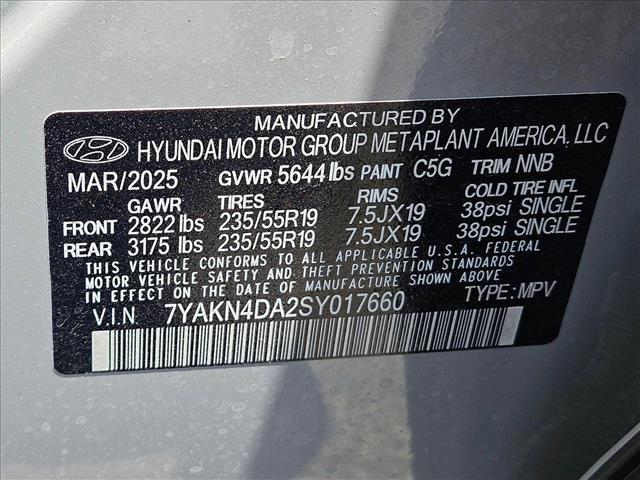 MANUFACTURED BY
HYUNDAI MOTOR GROUP METAPLANT AMERICA, LLC
MAR/2025 GVWR 5644 lbs PAINT C5G TRIM NNB
GAWR TIRES RIMS COLD TIRE INFL
FRONT 2822 lbs 235/55R19 7.5JX19 38psi SINGLE
REAR 3175 lbs 235/55R19 7.5JX19 38psi SINGLE
THIS VEHICLE CONFORMS TO ALL APPLICABLE U.S.A. FEDERAL
MOTOR VEHICLE SAFETY AND THEFT PREVENTION STANDARDS
IN EFFECT ON THE DATE OF MANUFACTURE SHOWN ABOVE
V.I.N 7YAKN4DA2SY017660 TYPE: MPV